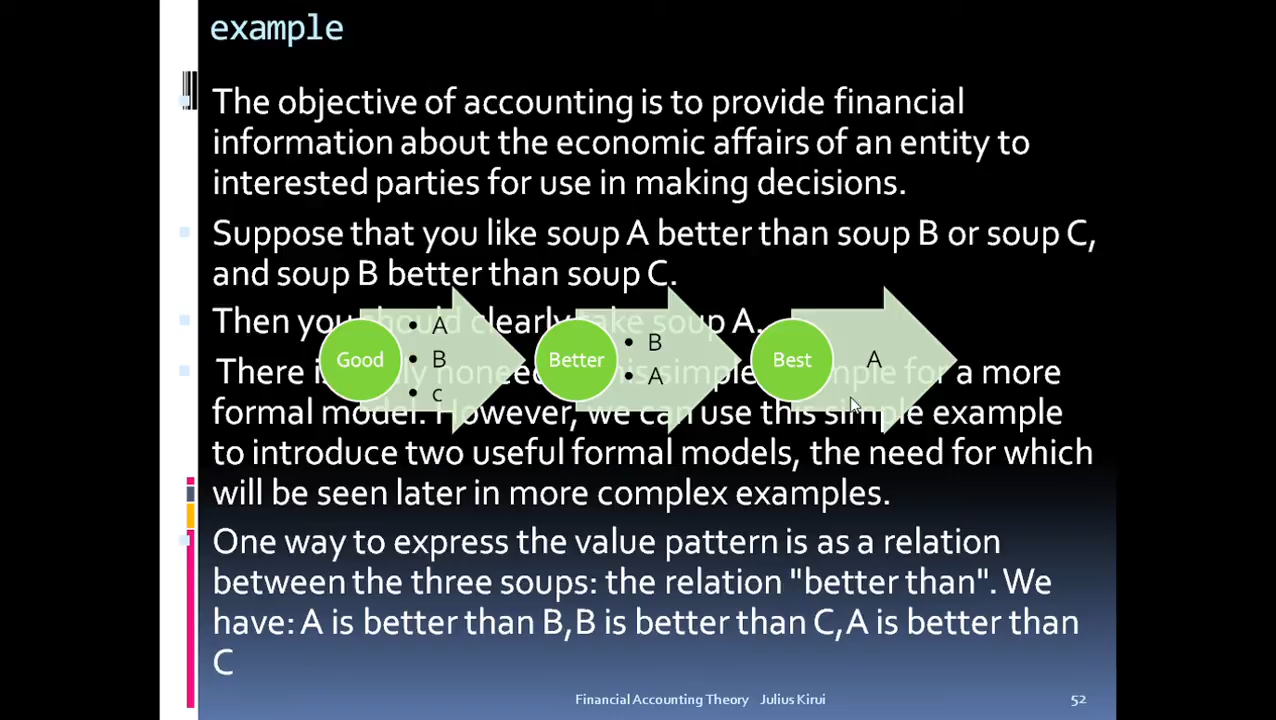 example
The objective of accounting is to provide financial
information about the economic affairs of an entity to
interested parties for use in making decisions.
Suppose that you like soup A better than soup B or soup C,
and soup B better than soup C.
Then you should clearly take soup A.
Good
A
B
c
Better
B
A
Best
A
There is really noneed in this simple example for a more
formal model. However, we can use this simple example
to introduce two useful formal models, the need for which
will be seen later in more complex examples.
One way to express the value pattern is as a relation
between the three soups: the relation "better than". We
have: A is better than B,B is better than C,A is better than
C
Financial Accounting Theory Julius Kirui
52